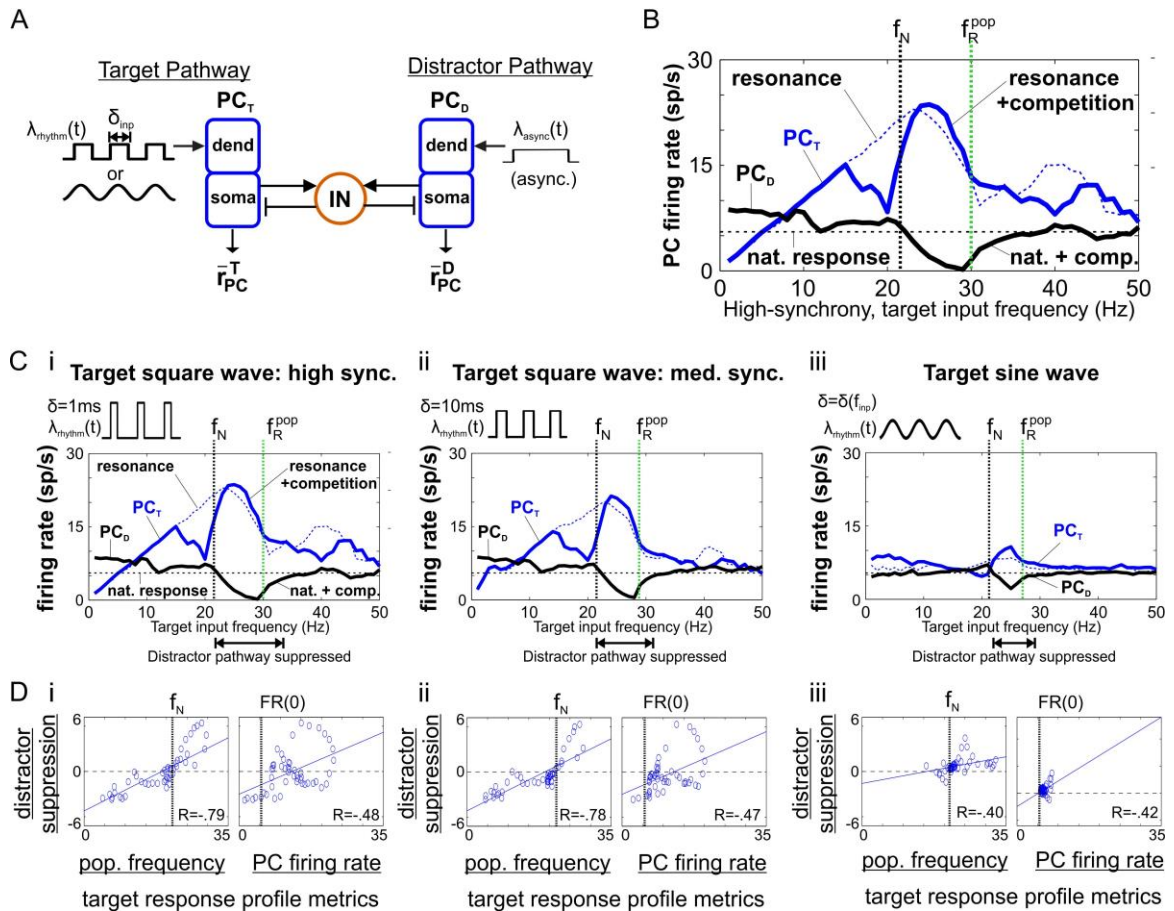 A
Target Pathway
Distractor Pathway
PC_T
PC_D
λ_rhythm(t)
δ_inp
λ_async(t)
dend
dend
or
(async.)
soma
IN
soma
r̄_PC^T
r̄_PC^D
B
f_N
f_R^pop
30
resonance
resonance
+competition
PC firing rate (sp/s)
15
PC_T
PC_D
nat. response
nat. + comp.
0
0 10 20 30 40 50
High-synchrony, target input frequency (Hz)
C
i
Target square wave: high sync.
δ=1ms
λ_rhythm(t)
f_N
f_R^pop
30
resonance
resonance
+competition
firing rate (sp/s)
15
PC_T
PC_D
nat. response
nat. + comp.
0
0 10 20 30 40 50
Target input frequency (Hz)
Distractor pathway suppressed
ii
Target square wave: med. sync.
δ=10ms
λ_rhythm(t)
f_N
f_R^pop
30
resonance
resonance
+competition
firing rate (sp/s)
15
PC_T
PC_D
nat. response
nat. + comp.
0
0 10 20 30 40 50
Target input frequency (Hz)
Distractor pathway suppressed
iii
Target sine wave
δ=δ(f_inp)
λ_rhythm(t)
f_N
f_R^pop
30
firing rate (sp/s)
15
PC_T
PC_D
0
0 10 20 30 40 50
Target input frequency (Hz)
Distractor pathway suppressed
D
i
f_N
FR(0)
distractor
suppression
6
0
-6
R=-.79
R=-.48
0 35
0 35
pop. frequency
PC firing rate
target response profile metrics
ii
f_N
FR(0)
distractor
suppression
6
0
-6
R=-.78
R=-.47
0 35
0 35
pop. frequency
PC firing rate
target response profile metrics
iii
f_N
FR(0)
distractor
suppression
6
0
-6
R=-.40
R=-.42
0 35
0 35
pop. frequency
PC firing rate
target response profile metrics